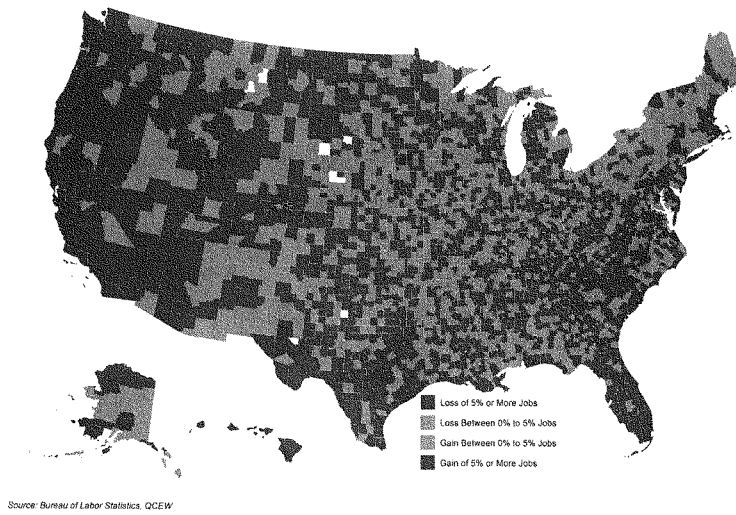 Loss of 5% or More Jobs
Loss Between 0% to 5% Jobs
Gain Between 0% to 5% Jobs
Gain of 5% or More Jobs
Source: Bureau of Labor Statistics, QCEW